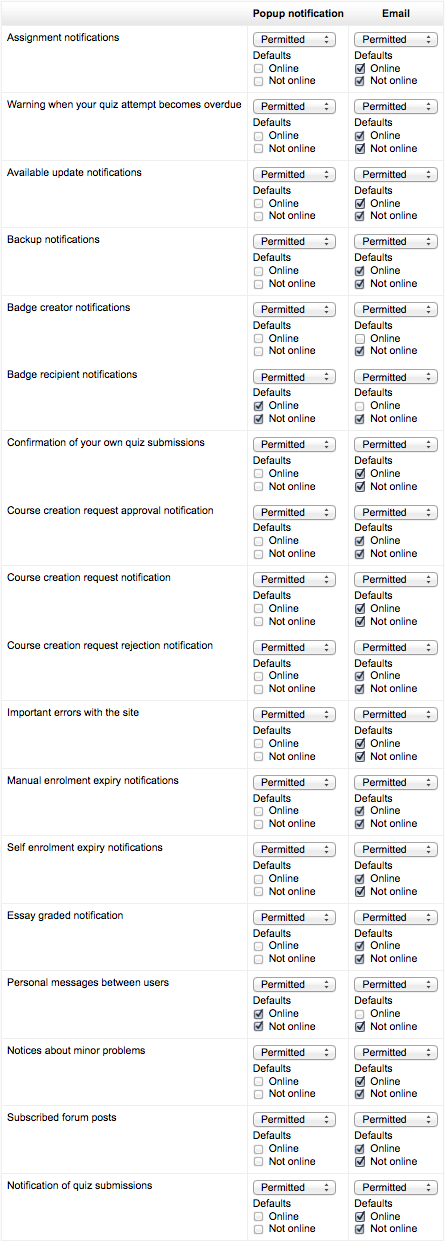 Popup notification Email
Assignment notifications Permitted Permitted
Defaults Defaults
Online Online
Not online Not online
Warning when your quiz attempt becomes overdue Permitted Permitted
Defaults Defaults
Online Online
Not online Not online
Available update notifications Permitted Permitted
Defaults Defaults
Online Online
Not online Not online
Backup notifications Permitted Permitted
Defaults Defaults
Online Online
Not online Not online
Badge creator notifications Permitted Permitted
Defaults Defaults
Online Online
Not online Not online
Badge recipient notifications Permitted Permitted
Defaults Defaults
Online Online
Not online Not online
Confirmation of your own quiz submissions Permitted Permitted
Defaults Defaults
Online Online
Not online Not online
Course creation request approval notification Permitted Permitted
Defaults Defaults
Online Online
Not online Not online
Course creation request notification Permitted Permitted
Defaults Defaults
Online Online
Not online Not online
Course creation request rejection notification Permitted Permitted
Defaults Defaults
Online Online
Not online Not online
Important errors with the site Permitted Permitted
Defaults Defaults
Online Online
Not online Not online
Manual enrolment expiry notifications Permitted Permitted
Defaults Defaults
Online Online
Not online Not online
Self enrolment expiry notifications Permitted Permitted
Defaults Defaults
Online Online
Not online Not online
Essay graded notification Permitted Permitted
Defaults Defaults
Online Online
Not online Not online
Personal messages between users Permitted Permitted
Defaults Defaults
Online Online
Not online Not online
Notices about minor problems Permitted Permitted
Defaults Defaults
Online Online
Not online Not online
Subscribed forum posts Permitted Permitted
Defaults Defaults
Online Online
Not online Not online
Notification of quiz submissions Permitted Permitted
Defaults Defaults
Online Online
Not online Not online